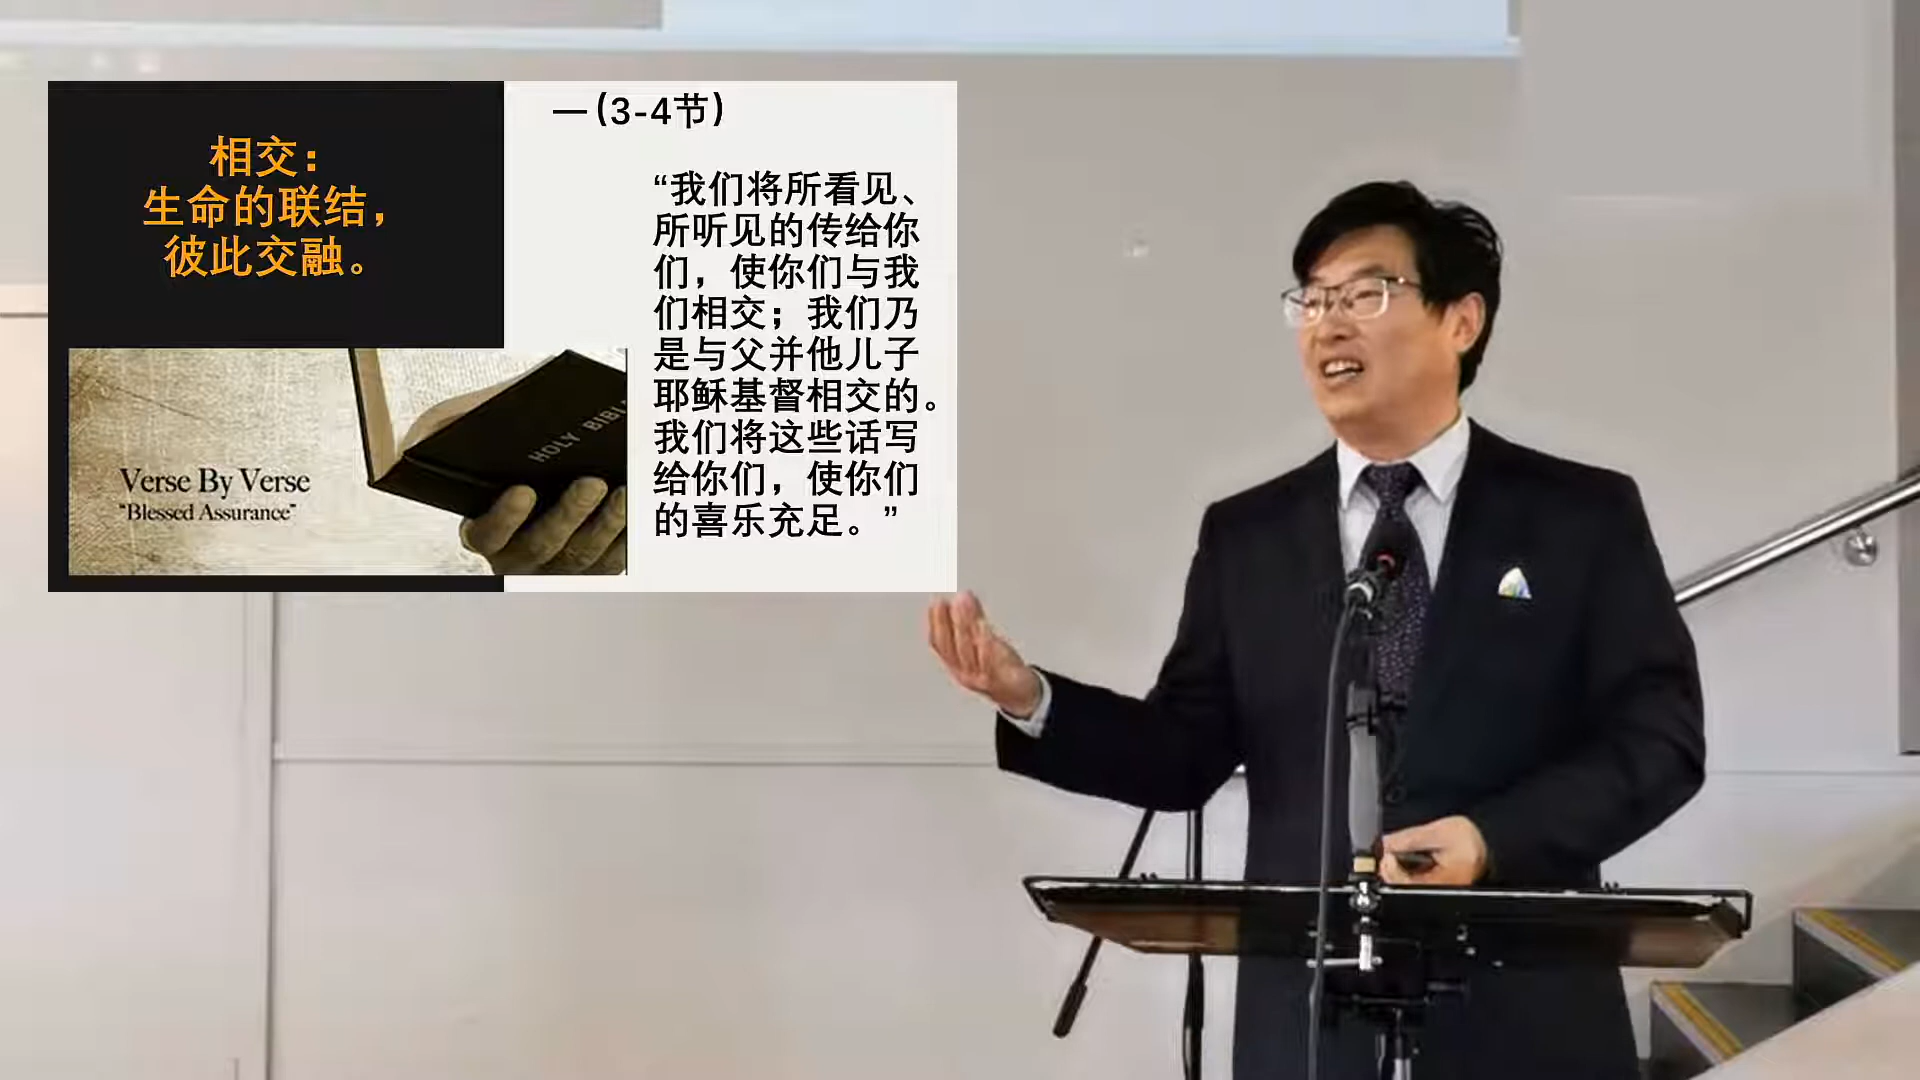 相交：
生命的联结，
彼此交融。
Verse By Verse
“Blessed Assurance”
HOLY BIBL
—（3-4节）
“我们将所看见、
所听见的传给你
们，使你们与我
们相交；我们乃
是与父并他儿子
耶稣基督相交的。
我们将这些话写
给你们，使你们
的喜乐充足。”